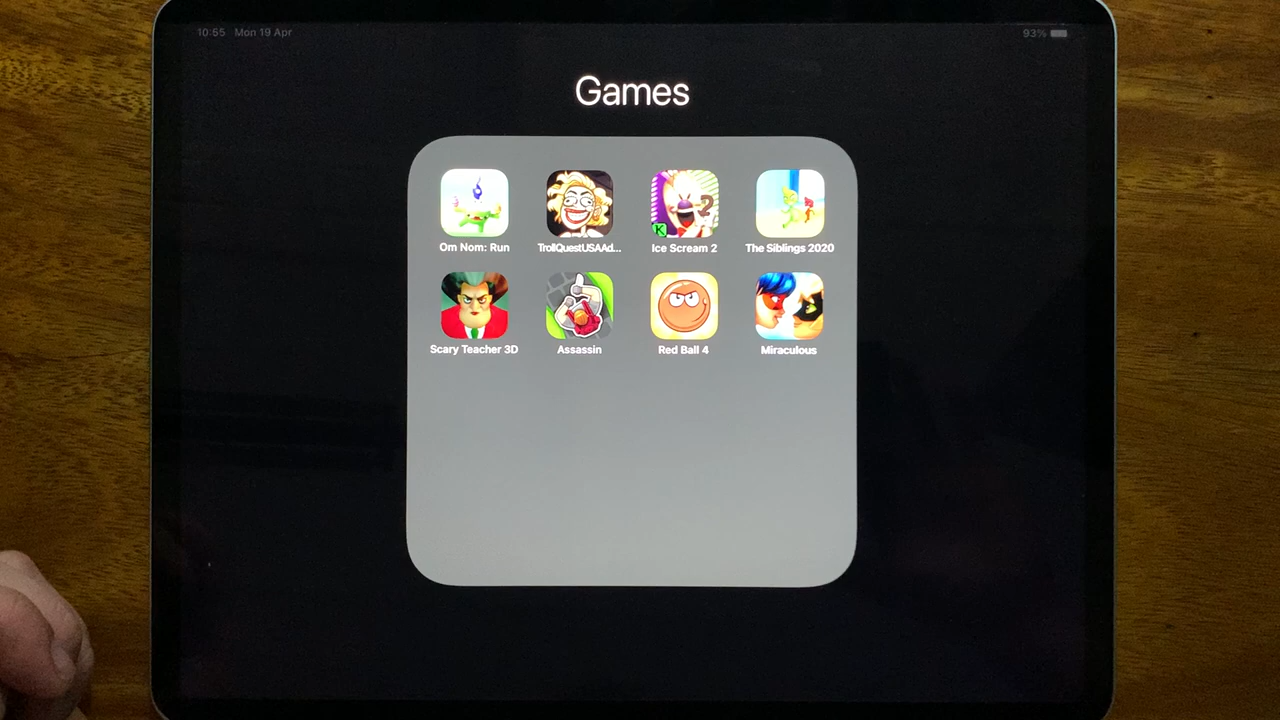 10:55 Mon 19 Apr
93%
Games
Om Nom: Run
TrollQuestUSAAd...
Ice Scream 2
The Siblings 2020
2
K
Scary Teacher 3D
Assassin
Red Ball 4
Miraculous